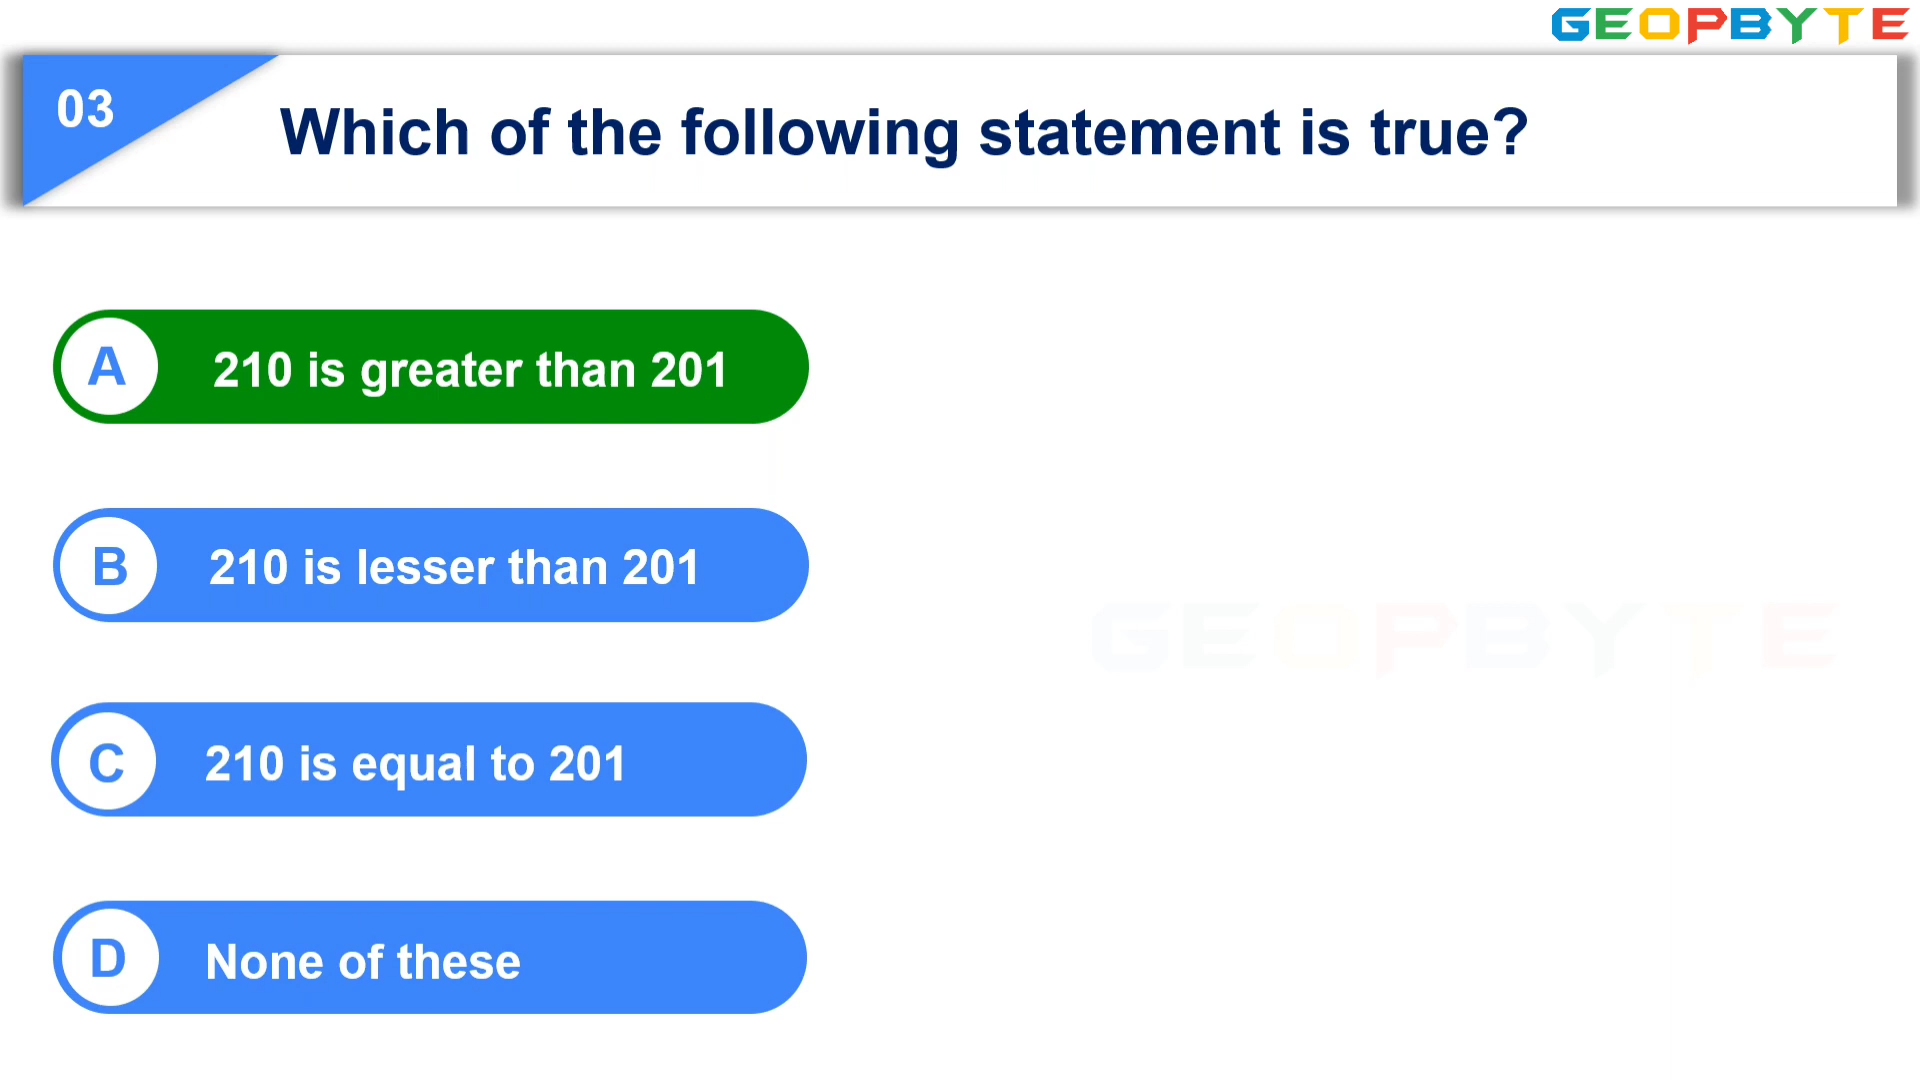 GEOPBYTE
03
Which of the following statement is true?
A
210 is greater than 201
B
210 is lesser than 201
GEOPBYTE
C
210 is equal to 201
D
None of these